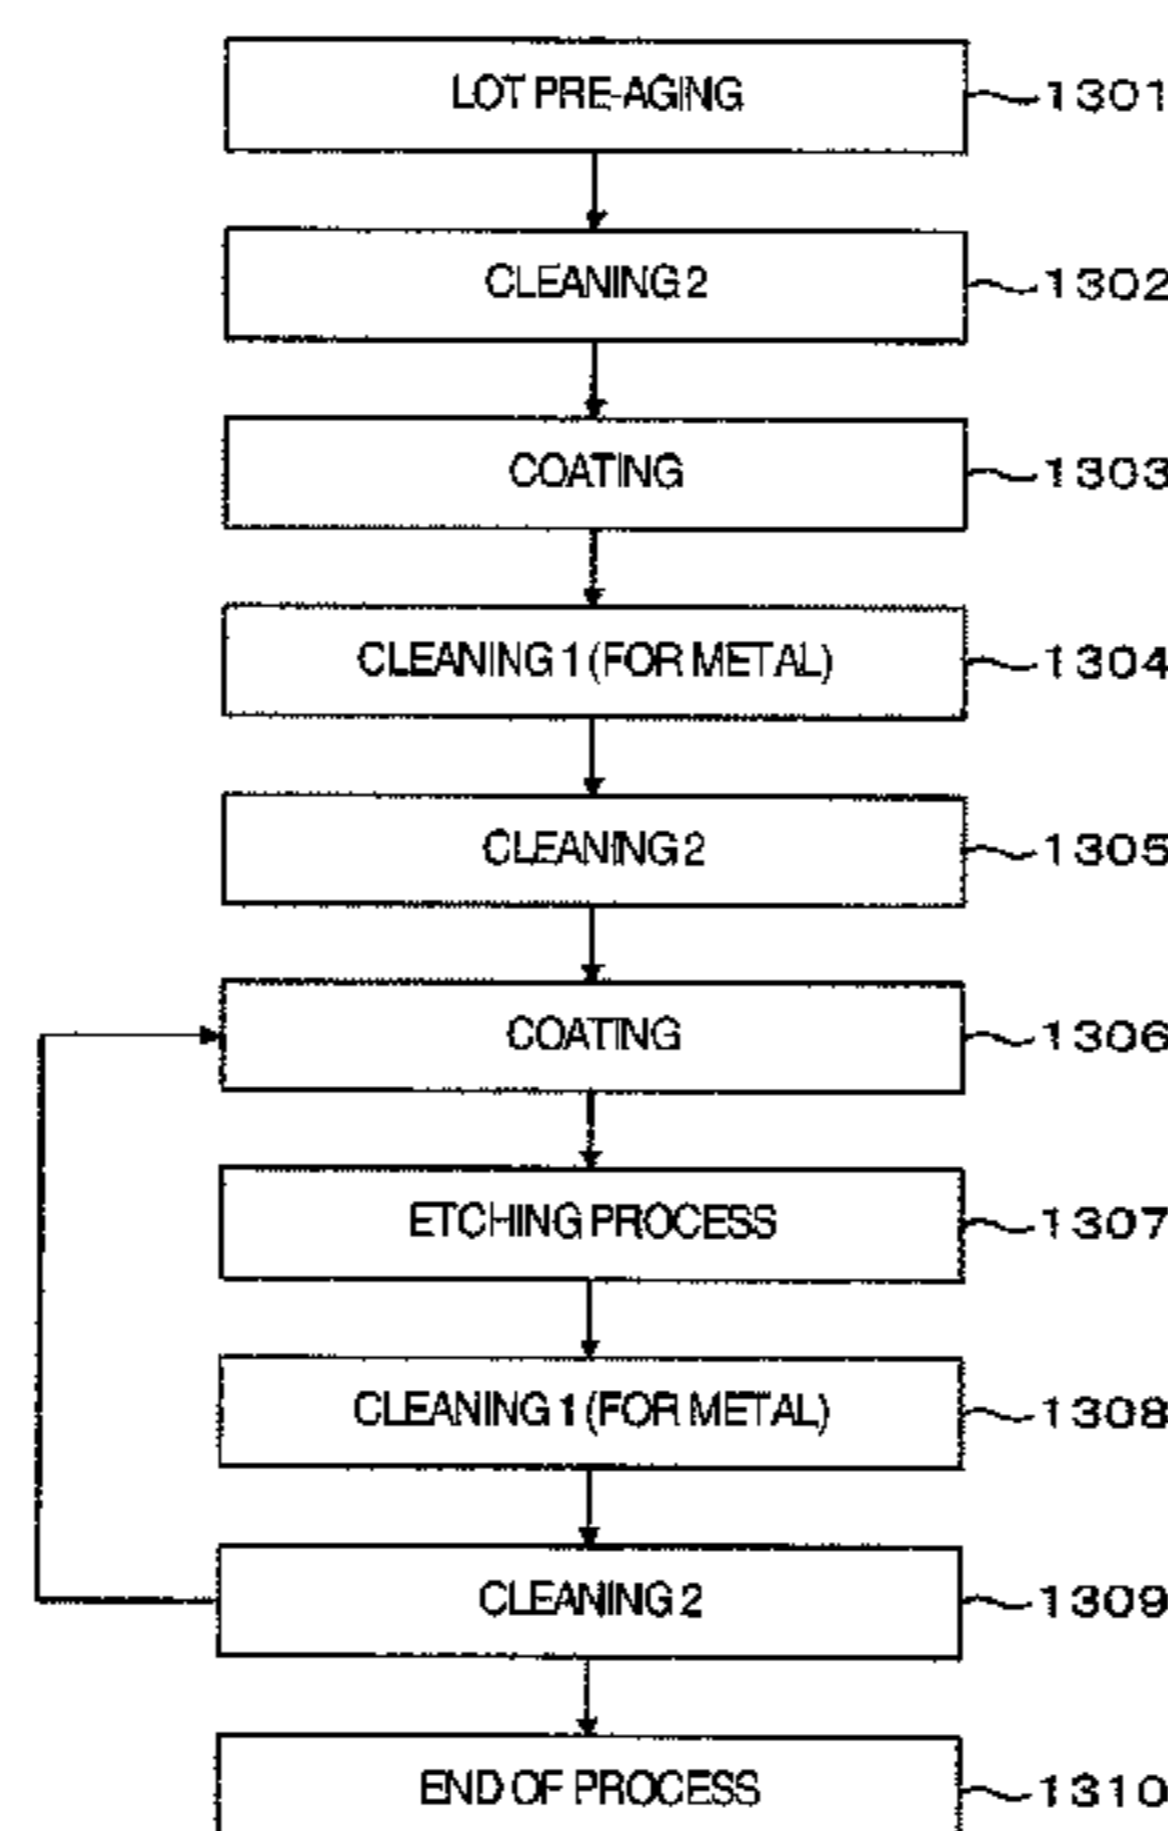 LOT PRE-AGING 1301
CLEANING 2 1302
COATING 1303
CLEANING 1 (FOR METAL) 1304
CLEANING 2 1305
COATING 1306
ETCHING PROCESS 1307
CLEANING 1 (FOR METAL) 1308
CLEANING 2 1309
END OF PROCESS 1310